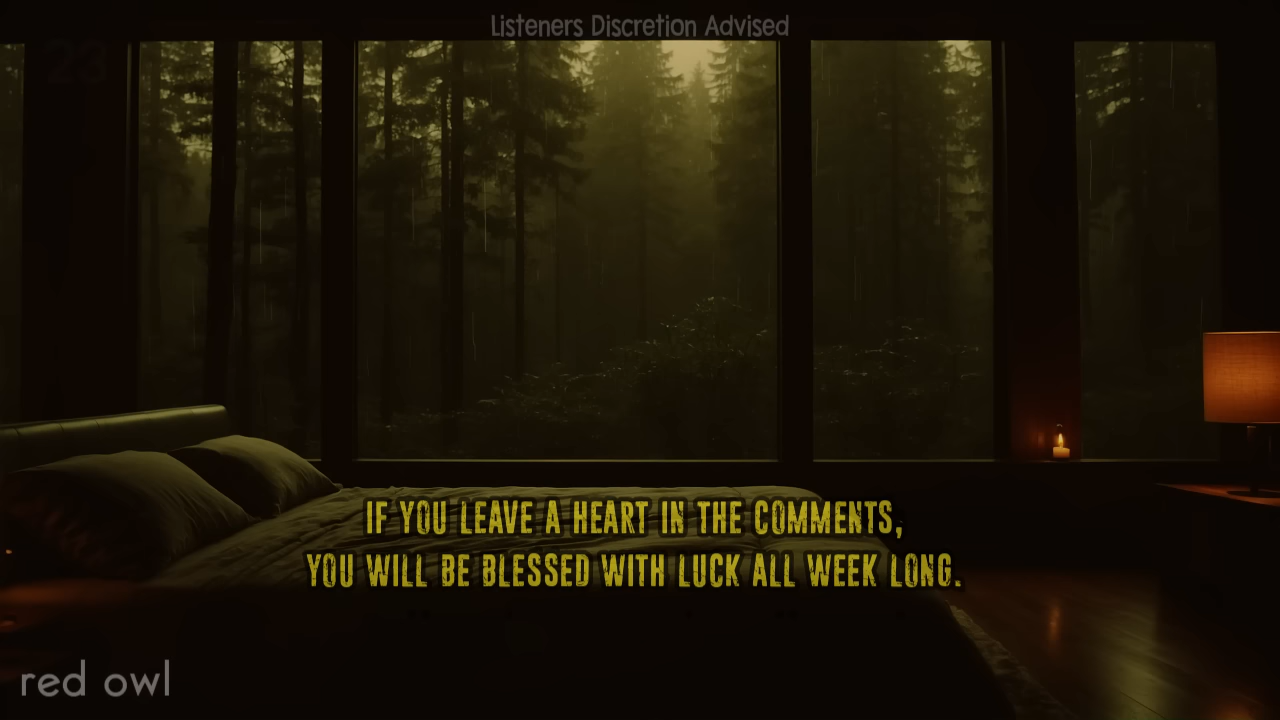 Listeners Discretion Advised
23
IF YOU LEAVE A HEART IN THE COMMENTS,
YOU WILL BE BLESSED WITH LUCK ALL WEEK LONG.
red owl